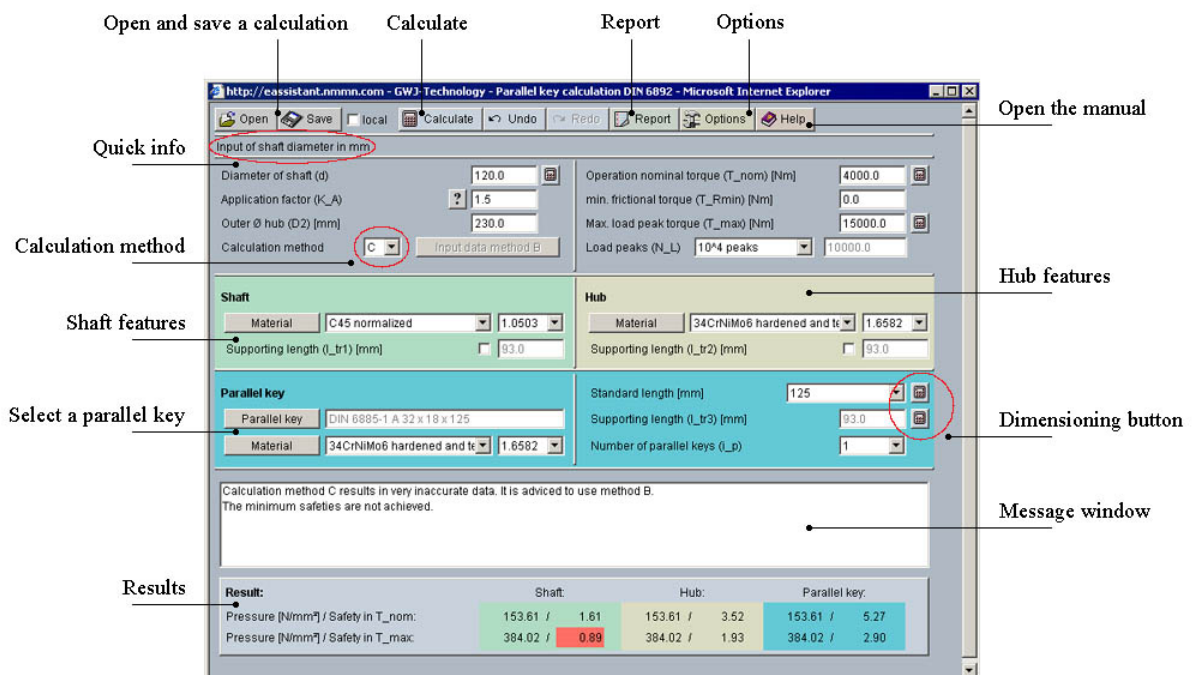 Open and save a calculation
Calculate
Report
Options
http://eassistant.nmmn.com - GWJ-Technology - Parallel key calculation DIN 6892 - Microsoft Internet Explorer
Open Save local Calculate Undo Redo Report Options Help
Open the manual
Quick info
Input of shaft diameter in mm
Diameter of shaft (d) 120.0
Application factor (K_A) ? 1.5
Outer Ø hub (D2) [mm] 230.0
Calculation method C Input data method B
Operation nominal torque (T_nom) [Nm] 4000.0
min. frictional torque (T_Rmin) [Nm] 0.0
Max. load peak torque (T_max) [Nm] 15000.0
Load peaks (N_L) 10^4 peaks 10000.0
Calculation method
Hub features
Shaft features
Shaft
Material C45 normalized 1.0503
Supporting length (l_tr1) [mm] 93.0
Hub
Material 34CrNiMo6 hardened and te 1.6582
Supporting length (l_tr2) [mm] 93.0
Select a parallel key
Parallel key
Parallel key DIN 6885-1 A 32 x 18 x 125
Material 34CrNiMo6 hardened and te 1.6582
Standard length [mm] 125
Supporting length (l_tr3) [mm] 93.0
Number of parallel keys (i_p) 1
Dimensioning button
Calculation method C results in very inaccurate data. It is adviced to use method B.
The minimum safeties are not achieved.
Message window
Results
Result: Shaft: Hub: Parallel key:
Pressure [N/mm²] / Safety in T_nom: 153.61 / 1.61 153.61 / 3.52 153.61 / 5.27
Pressure [N/mm²] / Safety in T_max: 384.02 / 0.89 384.02 / 1.93 384.02 / 2.90